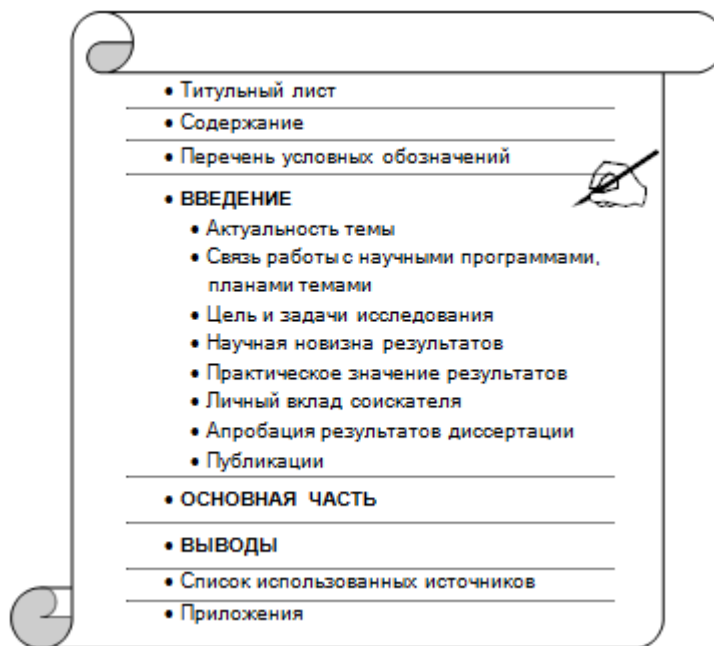 • Титульный лист
• Содержание
• Перечень условных обозначений
• ВВЕДЕНИЕ
• Актуальность темы
• Связь работы с научными программами,
планами темами
• Цель и задачи исследования
• Научная новизна результатов
• Практическое значение результатов
• Личный вклад соискателя
• Апробация результатов диссертации
• Публикации
• ОСНОВНАЯ ЧАСТЬ
• ВЫВОДЫ
• Список использованных источников
• Приложения